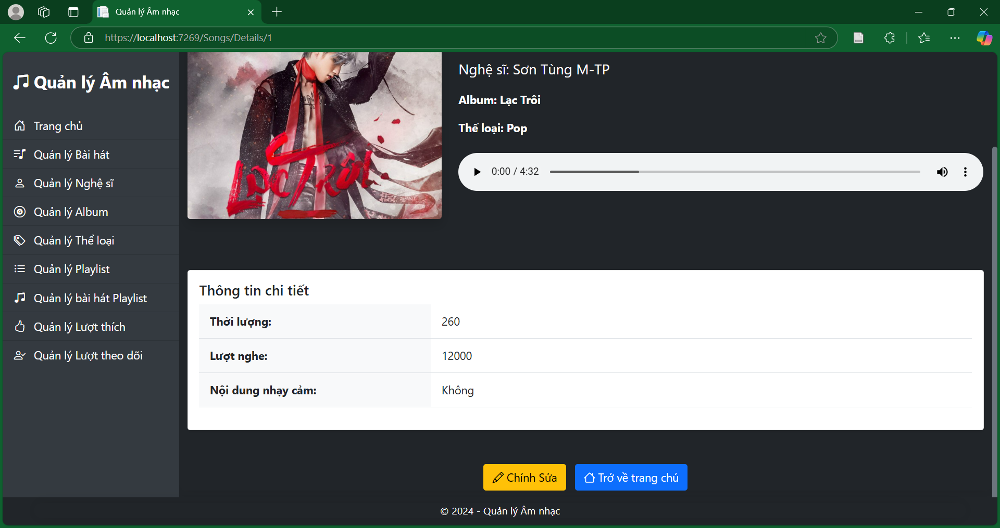 Quản lý Âm nhạc
https://localhost:7269/Songs/Details/1
Quản lý Âm nhạc
Trang chủ
Quản lý Bài hát
Quản lý Nghệ sĩ
Quản lý Album
Quản lý Thể loại
Quản lý Playlist
Quản lý bài hát Playlist
Quản lý Lượt thích
Quản lý Lượt theo dõi
Lạc Trôi
Nghệ sĩ: Sơn Tùng M-TP
Album: Lạc Trôi
Thể loại: Pop
0:00 / 4:32
Thông tin chi tiết
Thời lượng: 260
Lượt nghe: 12000
Nội dung nhạy cảm: Không
Chỉnh Sửa
Trở về trang chủ
© 2024 - Quản lý Âm nhạc